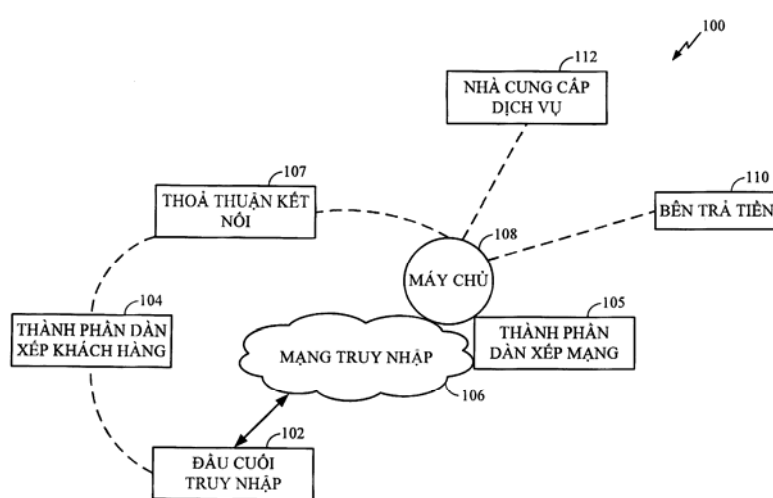 100
112
NHÀ CUNG CẤP
DỊCH VỤ
107
THOẢ THUẬN KẾT
NỐI
110
BÊN TRẢ TIỀN
108
MÁY CHỦ
104
THÀNH PHẦN DÀN
XẾP KHÁCH HÀNG
105
THÀNH PHẦN
DÀN XẾP MẠNG
MẠNG TRUY NHẬP
106
102
ĐẦU CUỐI
TRUY NHẬP